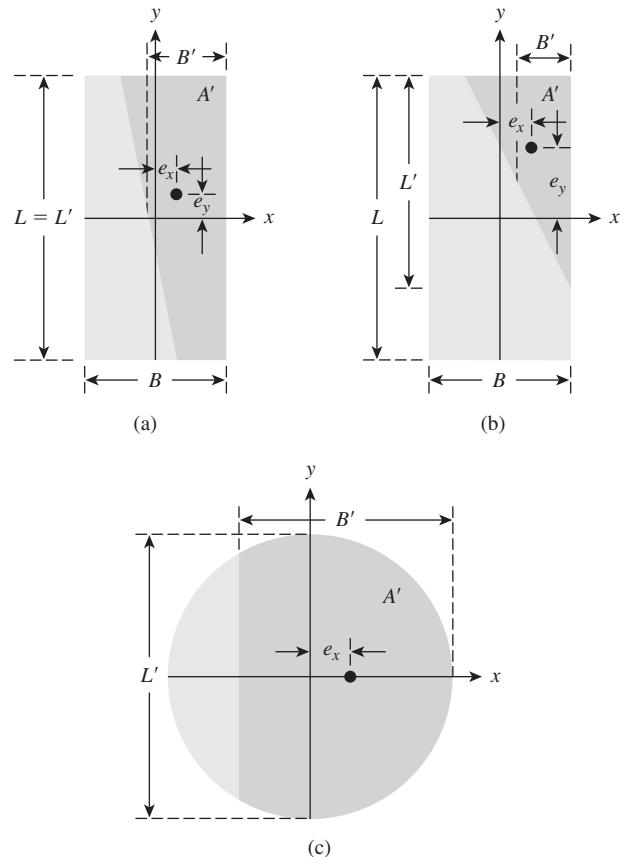 y
B′
A′
e_x
e_y
L = L′
x
B
(a)
y
B′
A′
e_x
e_y
L′
L
x
B
(b)
y
B′
A′
e_x
L′
x
(c)